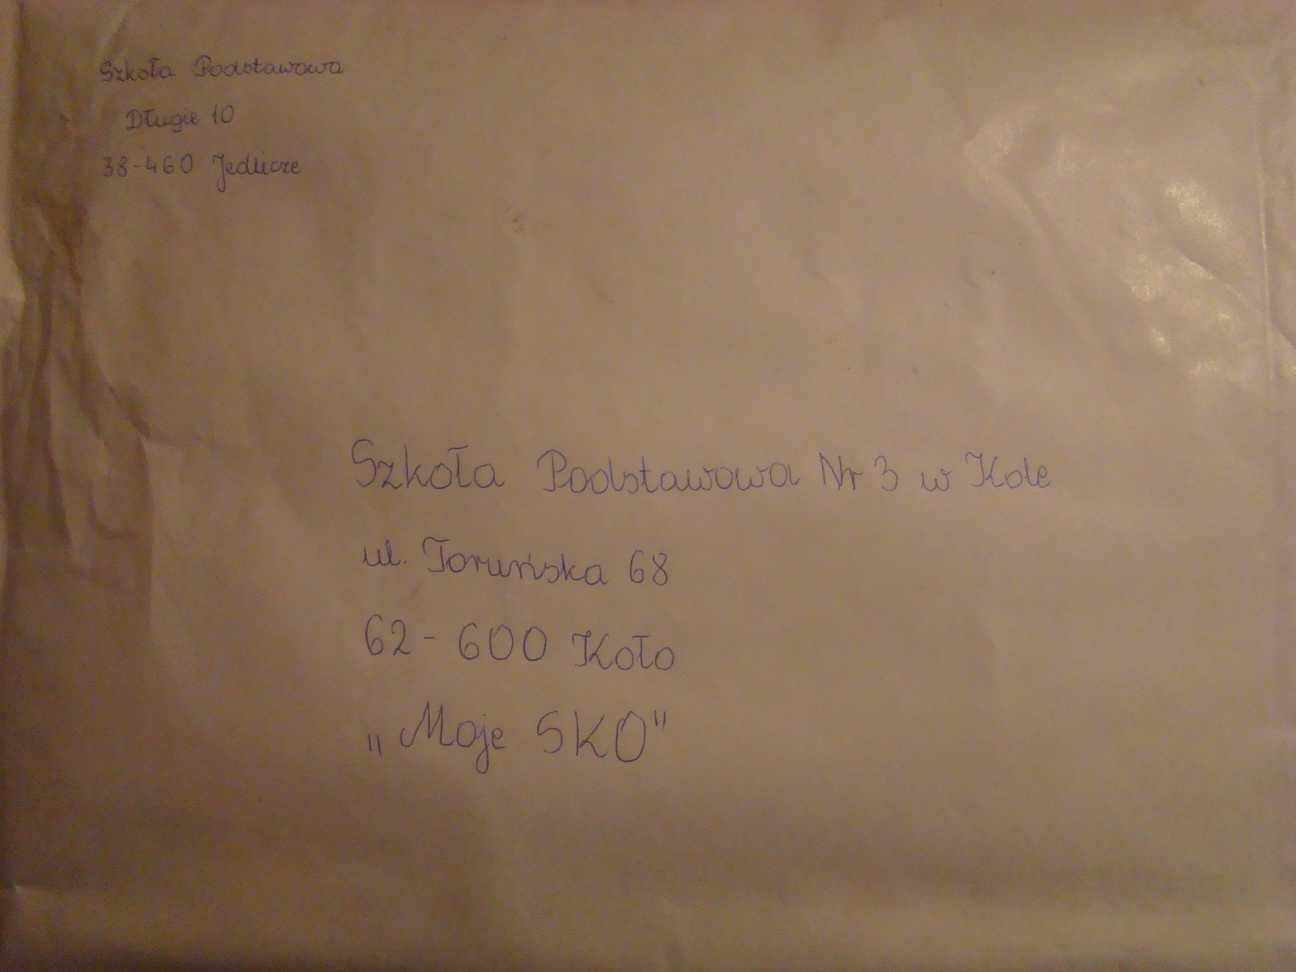 Szkoła Podstawowa
Długie 10
38-460 Jedlicze
Szkoła Podstawowa Nr 3 w Kole
ul. Toruńska 68
62-600 Koło
„Moje SKO"